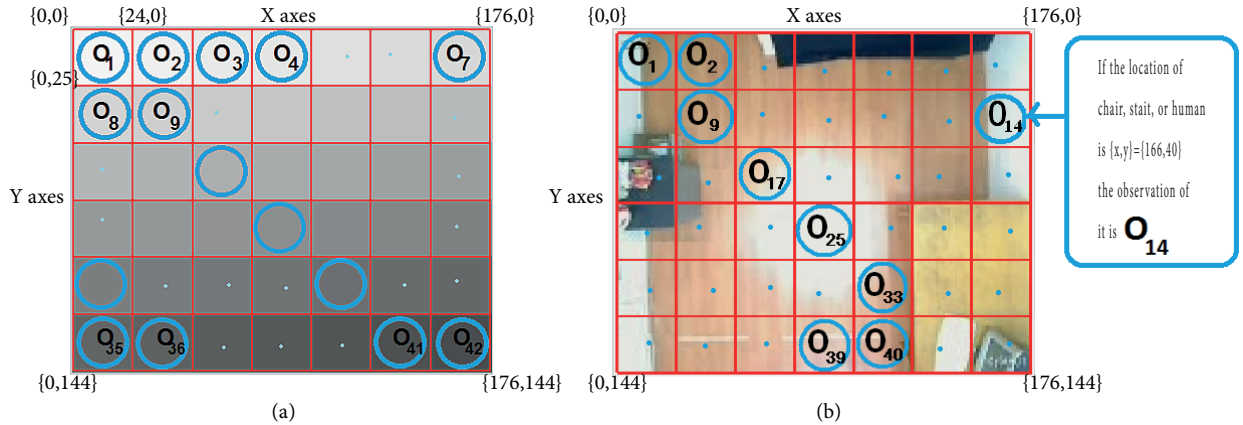 {0,0} {24,0} X axes {176,0}
O1 O2 O3 O4 O7
{0,25}
O8 O9
Y axes
O35 O36 O41 O42
{0,144} {176,144}
(a)
{0,0} X axes {176,0}
O1 O2
O9 O14
O17
Y axes
O25
O33
O39 O40
{0,144} {176,144}
(b)
If the location of
chair, stait, or human
is {x,y}={166,40}
the observation of
it is O14